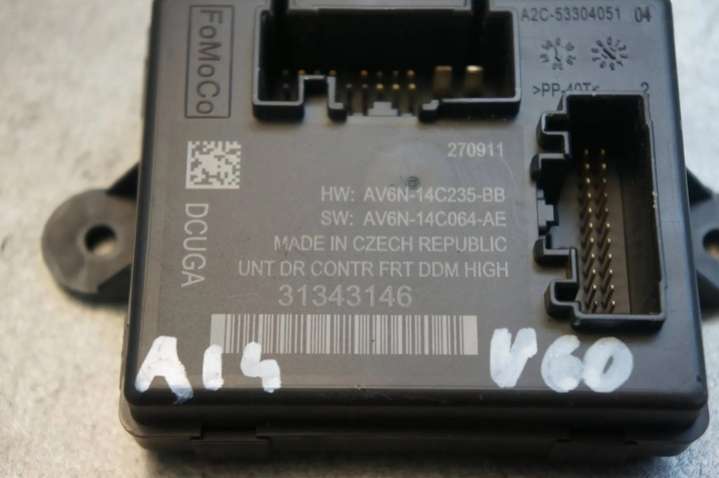 FoMoCo
A2C-53304051 04
>PP-40T< 2
270911
HW: AV6N-14C235-BB
SW: AV6N-14C064-AE
MADE IN CZECH REPUBLIC
UNT DR CONTR FRT DDM HIGH
31343146
DCUGA
A14
V60